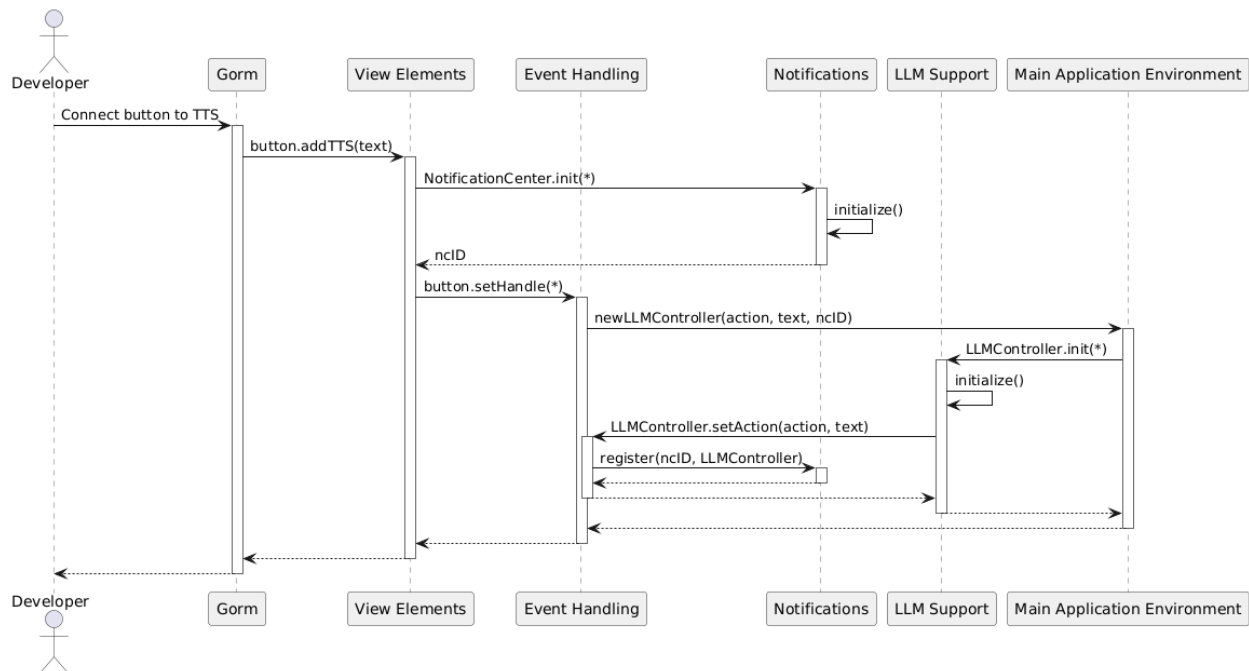 Developer
Gorm
View Elements
Event Handling
Notifications
LLM Support
Main Application Environment
Connect button to TTS
button.addTTS(text)
NotificationCenter.init(*)
initialize()
ncID
button.setHandle(*)
newLLMController(action, text, ncID)
LLMController.init(*)
initialize()
LLMController.setAction(action, text)
register(ncID, LLMController)
Developer
Gorm
View Elements
Event Handling
Notifications
LLM Support
Main Application Environment